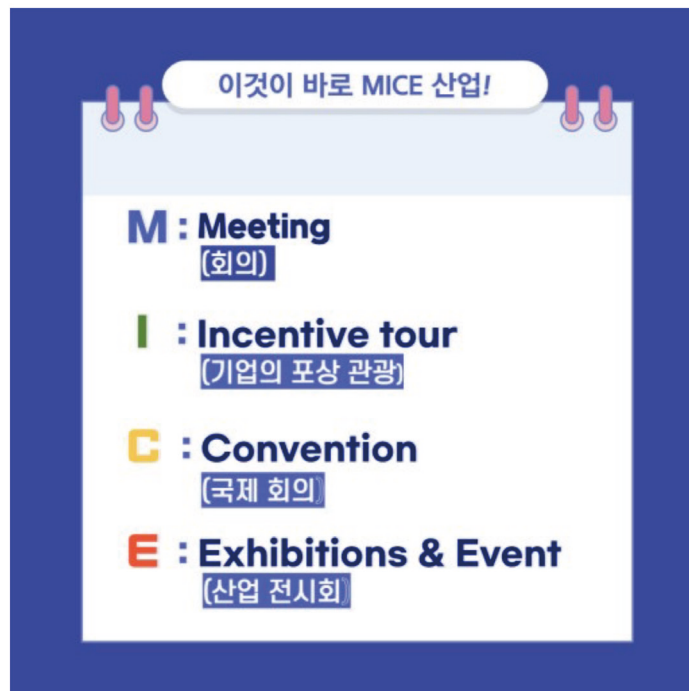 이것이 바로 MICE 산업!
M : Meeting
(회의)
I : Incentive tour
(기업의 포상 관광)
C : Convention
(국제 회의)
E : Exhibitions & Event
(산업 전시회)